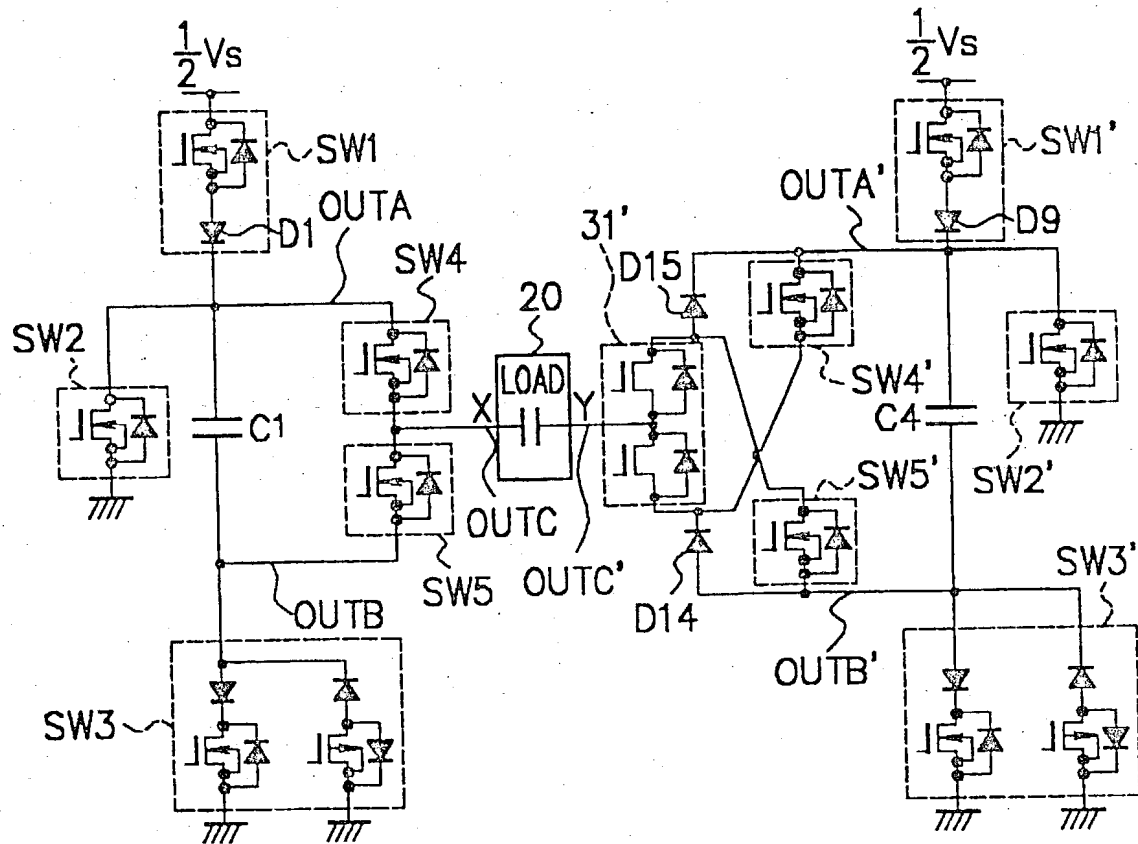 1/2 Vs
1/2 Vs
SW1
SW1'
OUTA
OUTA'
D1
31'
D9
SW4
D15
20
SW2
LOAD
SW4'
X
Y
C1
C4
SW2'
SW5'
OUTC
SW5
OUTC'
SW3'
OUTB
D14
OUTB'
SW3